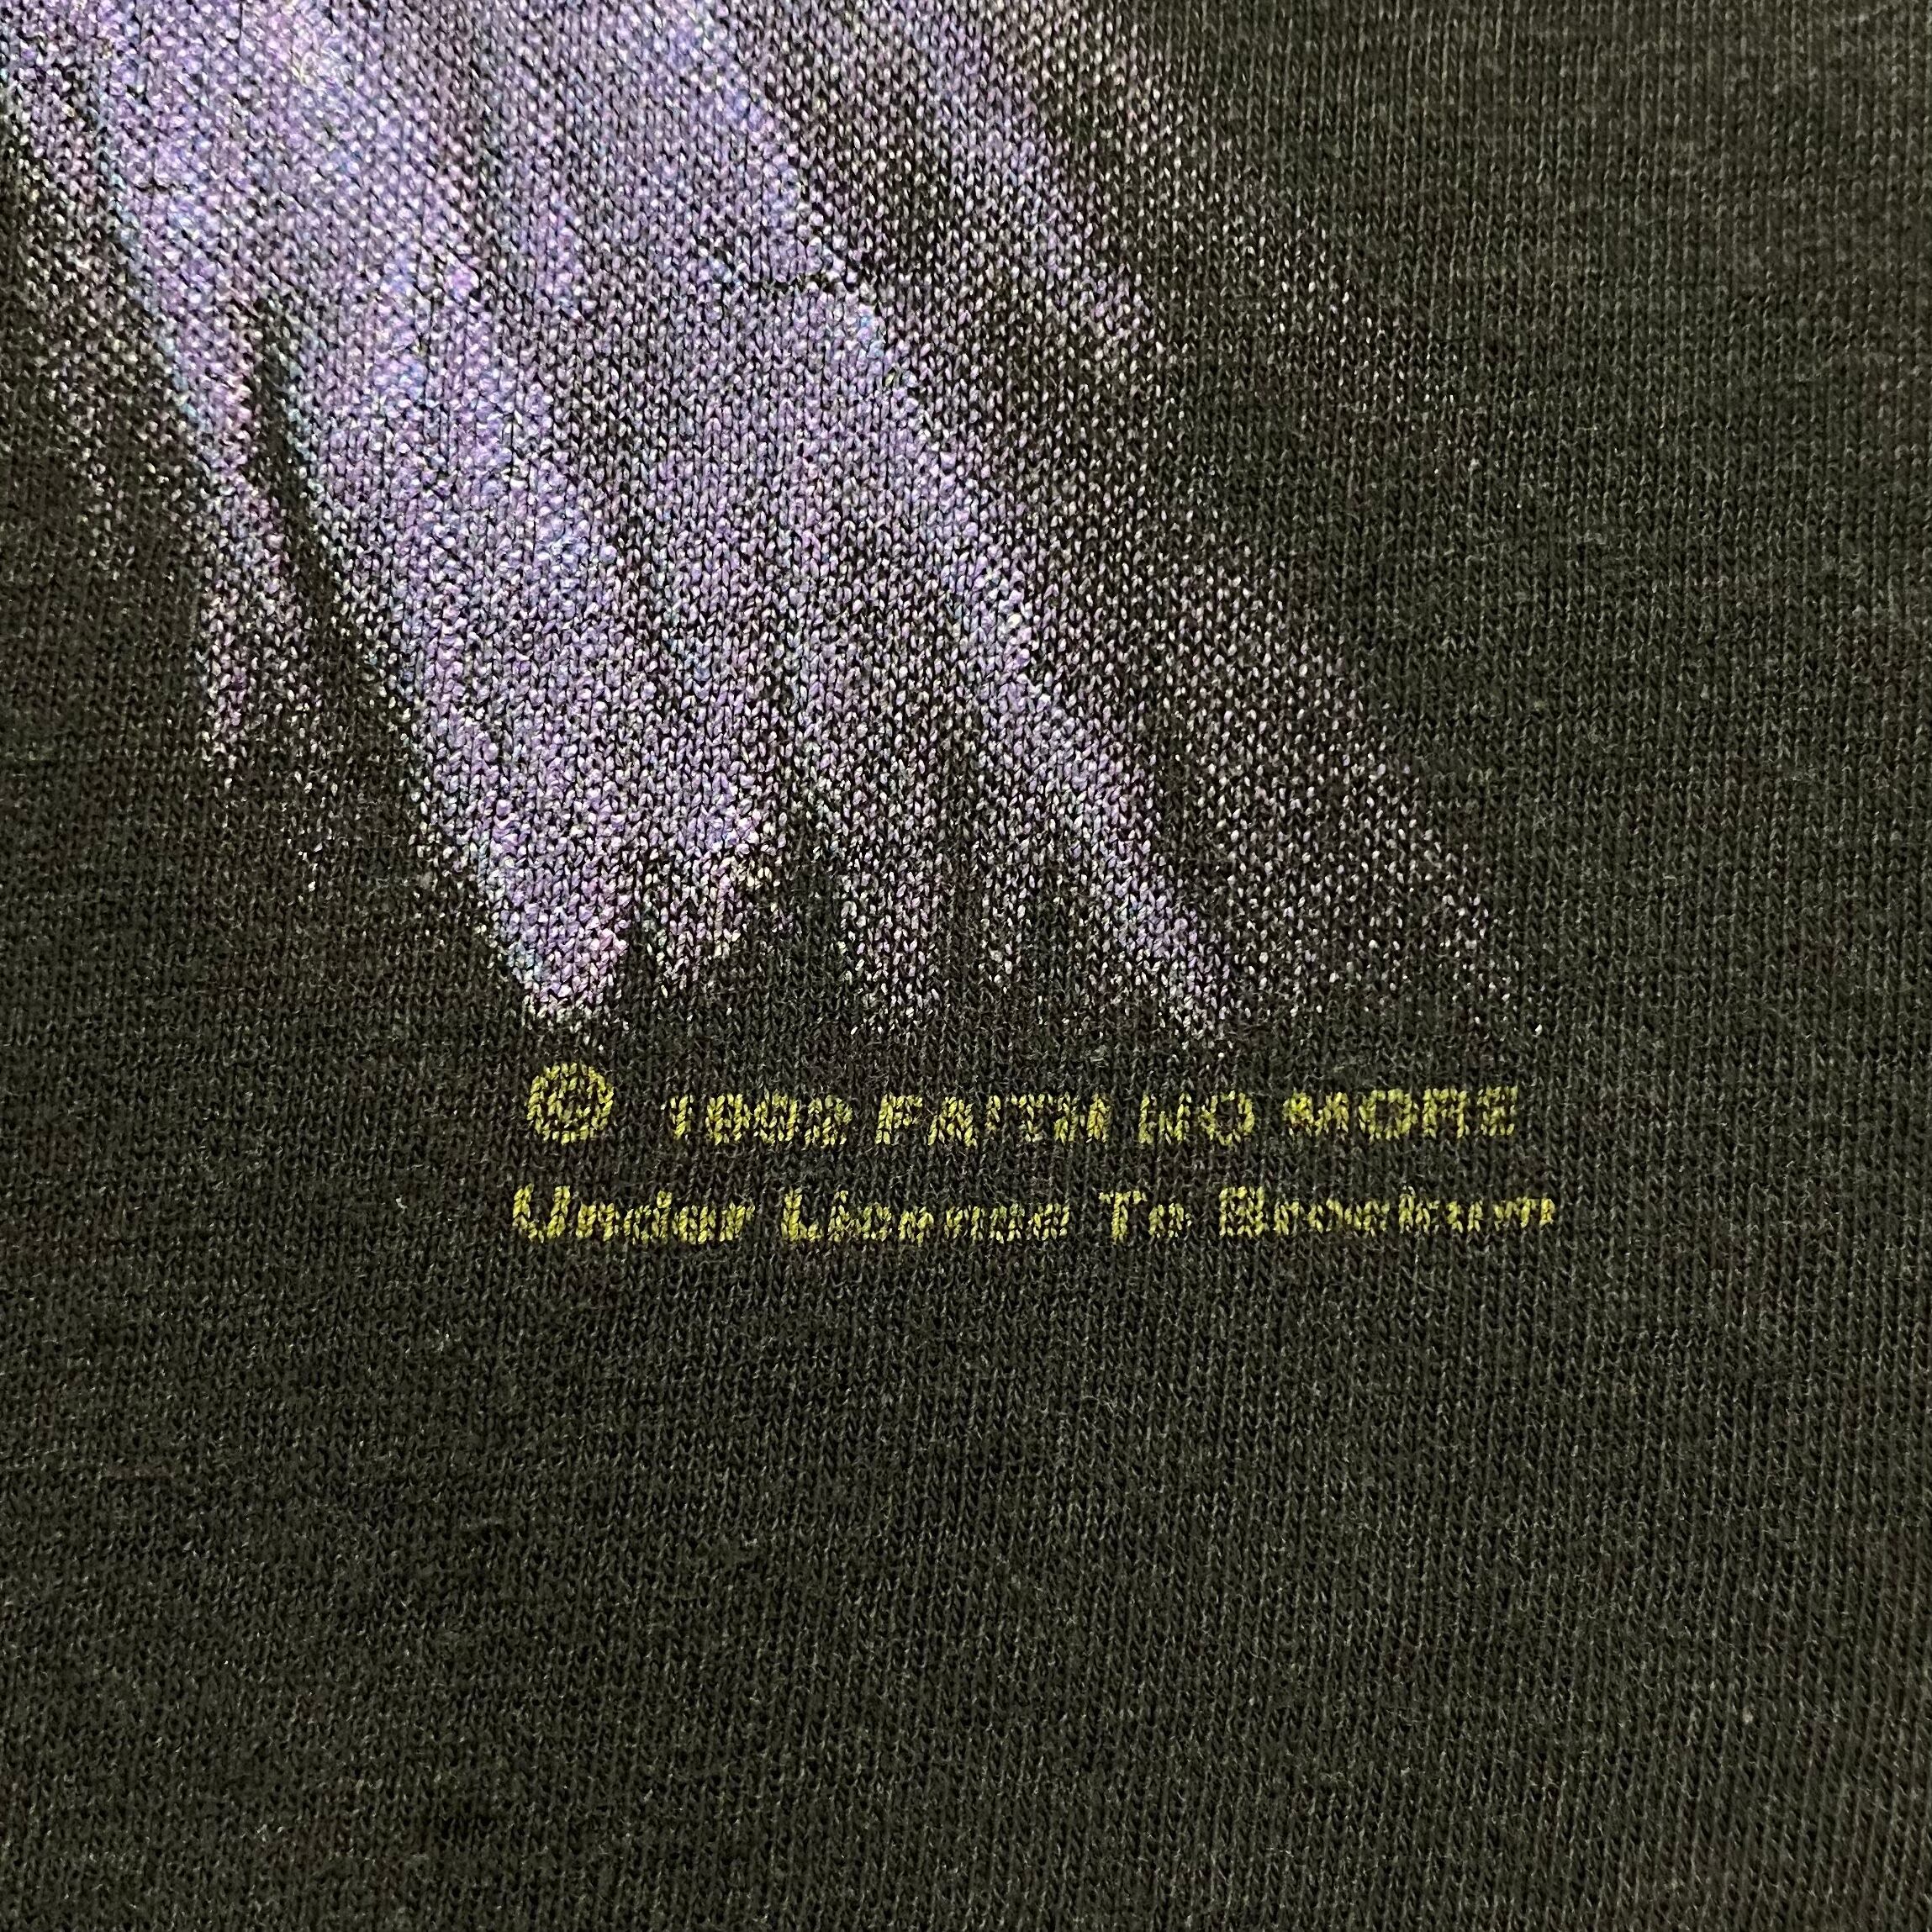 © 1992 FAITH NO MORE
Under License To Brockum